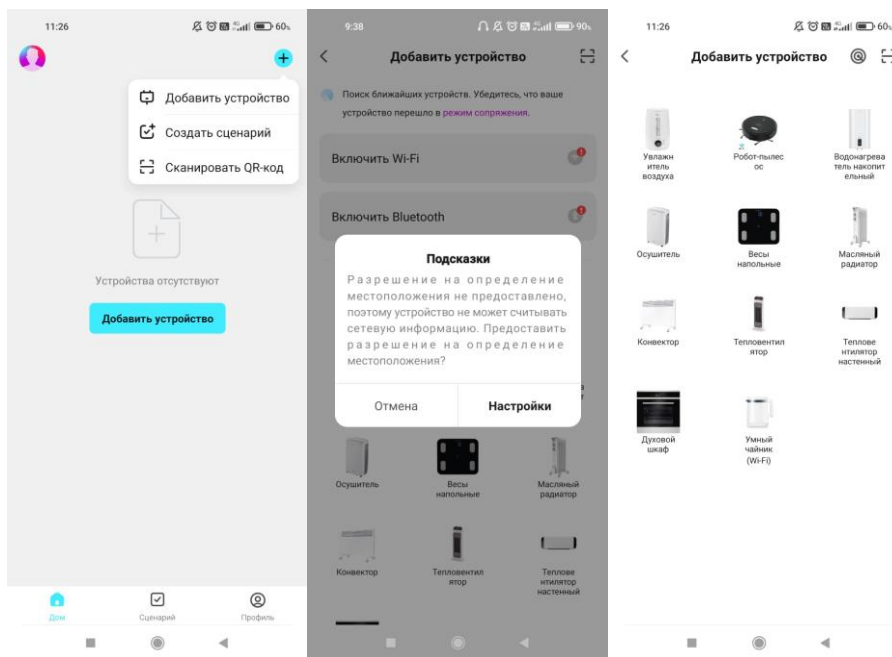 11:26
60%
Добавить устройство
Создать сценарий
Сканировать QR-код
Устройства отсутствуют
Добавить устройство
Дом
Сценарий
Профиль
9:38
90%
Добавить устройство
Поиск ближайших устройств. Убедитесь, что ваше
устройство перешло в режим сопряжения.
Включить Wi-Fi
Включить Bluetooth
Подсказки
Разрешение на определение
местоположения не предоставлено,
поэтому устройство не может считывать
сетевую информацию. Предоставить
разрешение на определение
местоположения?
Отмена
Настройки
Осушитель
Весы
напольные
Масляный
радиатор
Конвектор
Тепловентил
ятор
Теплове
нтилятор
настенный
11:26
60%
Добавить устройство
Увлажн
итель
воздуха
Робот-пылес
ос
Водонагрева
тель накопит
ельный
Осушитель
Весы
напольные
Масляный
радиатор
Конвектор
Тепловентил
ятор
Теплове
нтилятор
настенный
Духовой
шкаф
Умный
чайник
(Wi-Fi)